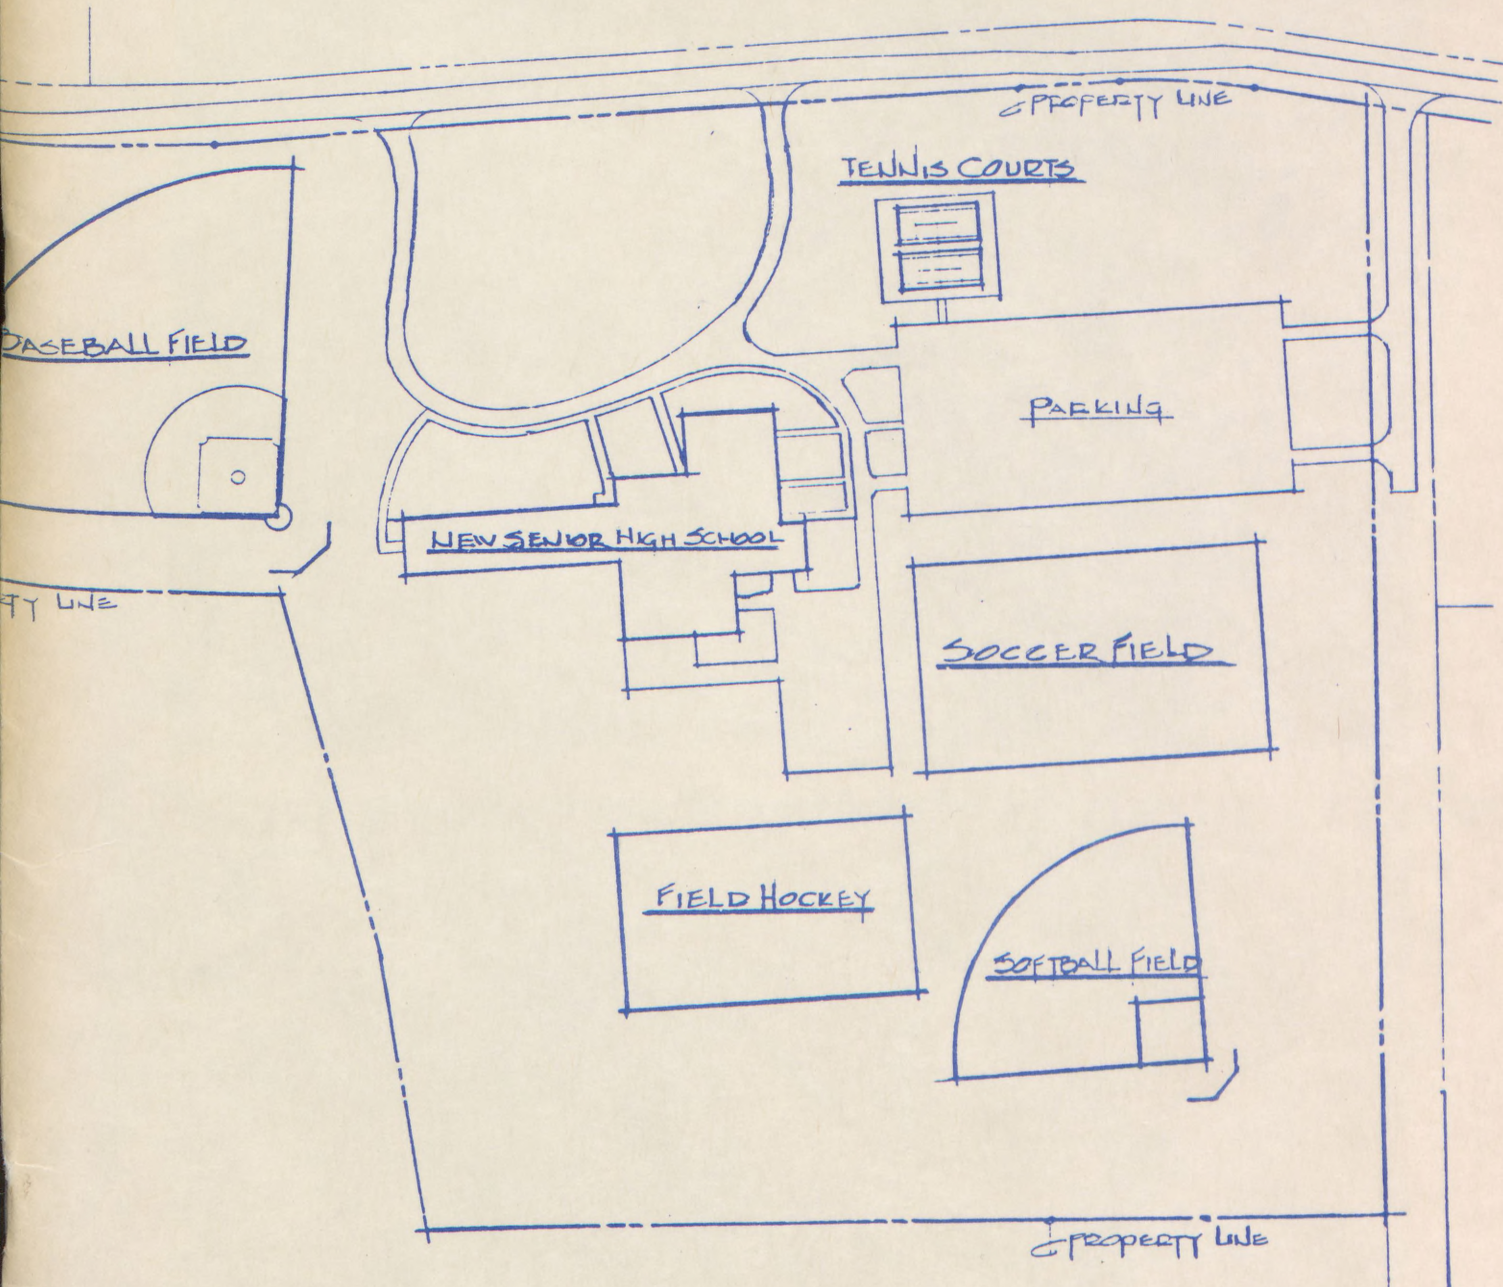 PROPERTY LINE
TENNIS COURTS
BASEBALL FIELD
PARKING
NEW SENIOR HIGH SCHOOL
TY LINE
SOCCER FIELD
FIELD HOCKEY
SOFTBALL FIELD
PROPERTY LINE